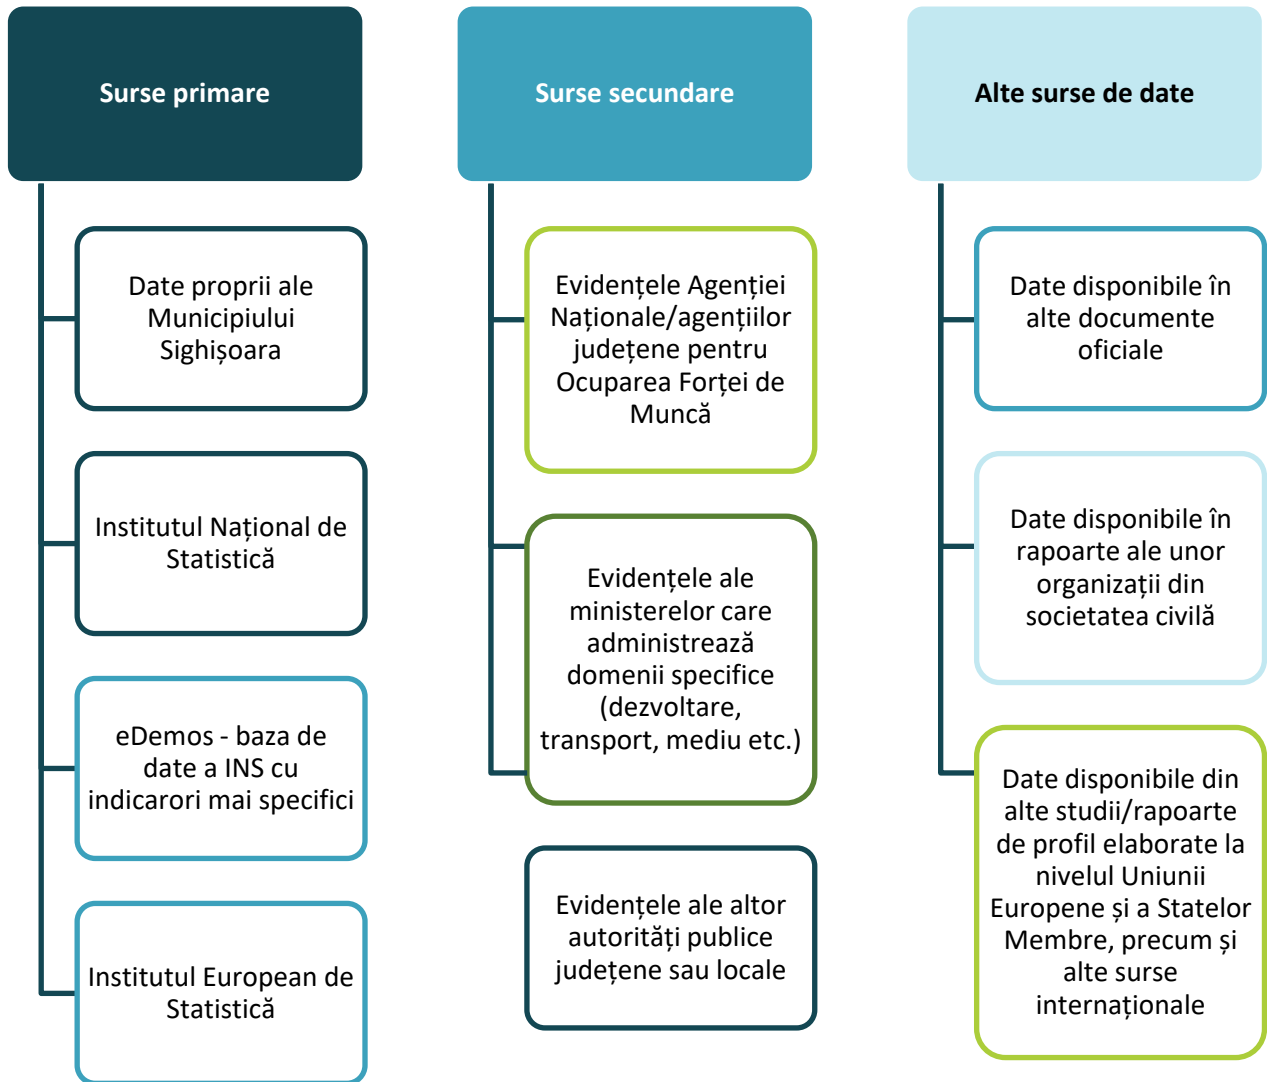 Surse primare
Date proprii ale
Municipiului
Sighișoara
Institutul Național de
Statistică
eDemos - baza de
date a INS cu
indicarori mai specifici
Institutul European de
Statistică
Surse secundare
Evidențele Agenției
Naționale/agențiilor
județene pentru
Ocuparea Forței de
Muncă
Evidențele ale
ministerelor care
administrează
domenii specifice
(dezvoltare,
transport, mediu etc.)
Evidențele ale altor
autorități publice
județene sau locale
Alte surse de date
Date disponibile în
alte documente
oficiale
Date disponibile în
rapoarte ale unor
organizații din
societatea civilă
Date disponibile din
alte studii/rapoarte
de profil elaborate la
nivelul Uniunii
Europene și a Statelor
Membre, precum și
alte surse
internaționale